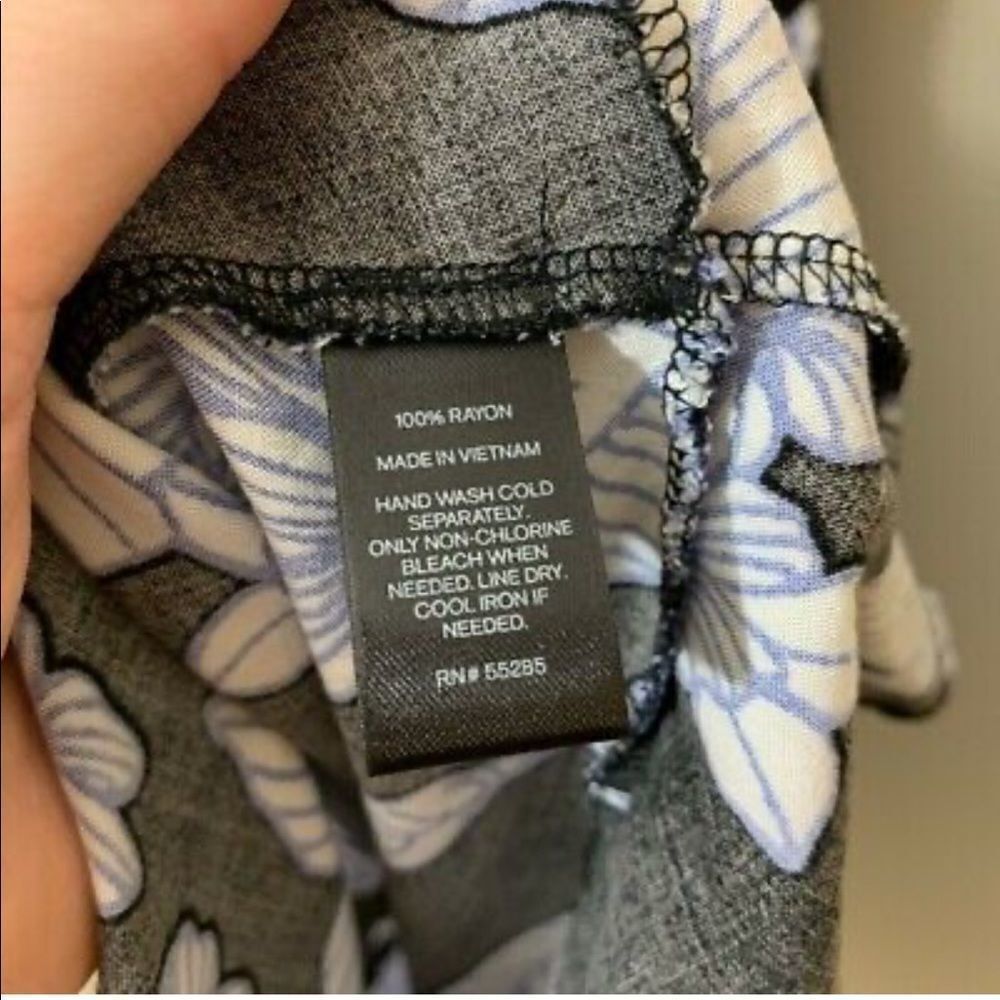 100% RAYON
MADE IN VIETNAM
HAND WASH COLD
SEPARATELY.
ONLY NON-CHLORINE
BLEACH WHEN
NEEDED. LINE DRY.
COOL IRON IF
NEEDED.
RN# 55285